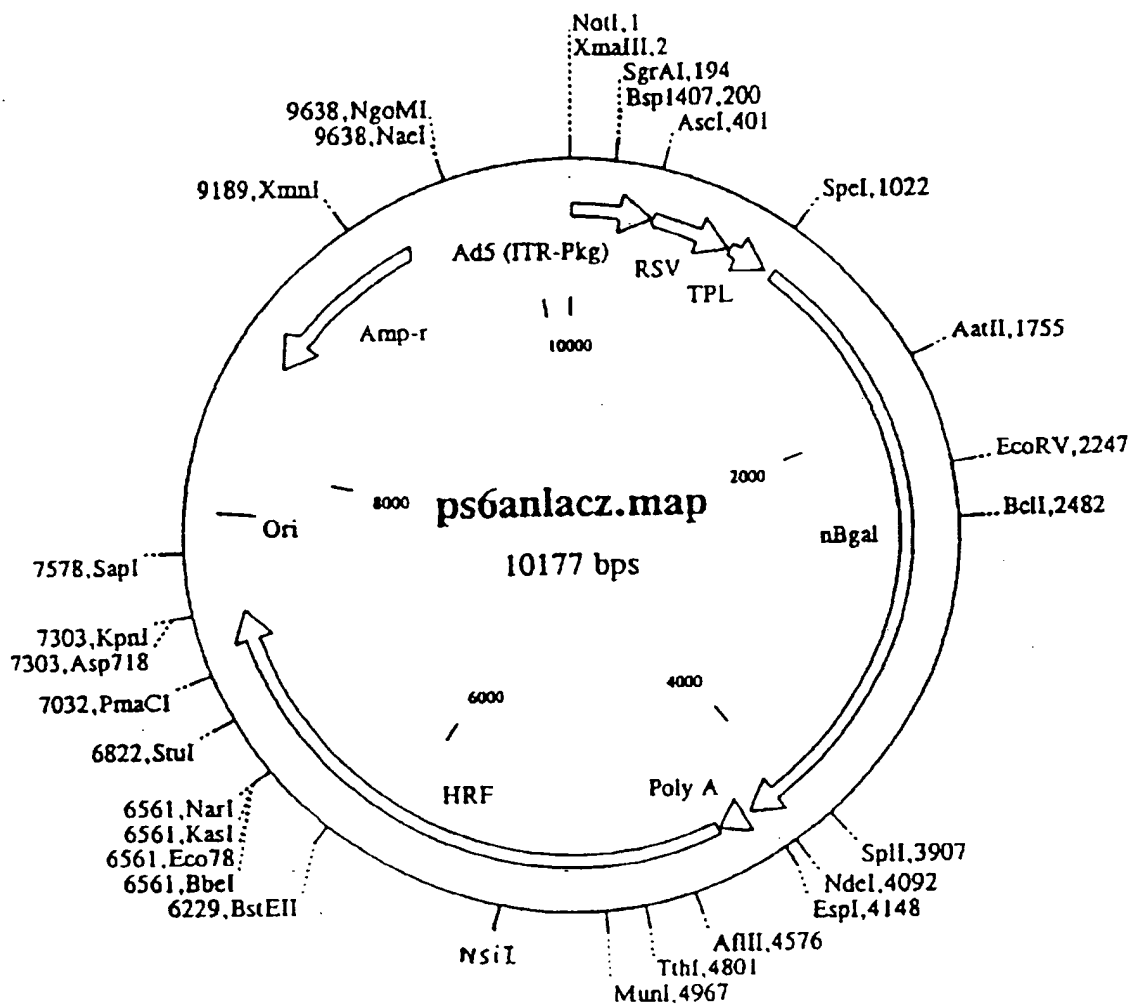 NotI,1
XmaIII,2
SgrAI,194
Bsp1407,200
AscI,401
9638,NgoMI
9638,NaeI
9189,XmnI
SpeI,1022
Ad5 (ITR-Pkg)
RSV
TPL
Amp-r
10000
AatII,1755
EcoRV,2247
2000
8000
ps6anlacz.map
BclI,2482
Ori
nBgal
10177 bps
7578,SapI
7303,KpnI
7303,Asp718
7032,PmaCI
4000
6000
6822,StuI
Poly A
HRF
6561,NarI
6561,KasI
6561,Eco78
6561,BbeI
6229,BstEII
SplI,3907
NdeI,4092
EspI,4148
NsiI
AflII,4576
TthI,4801
MunI,4967